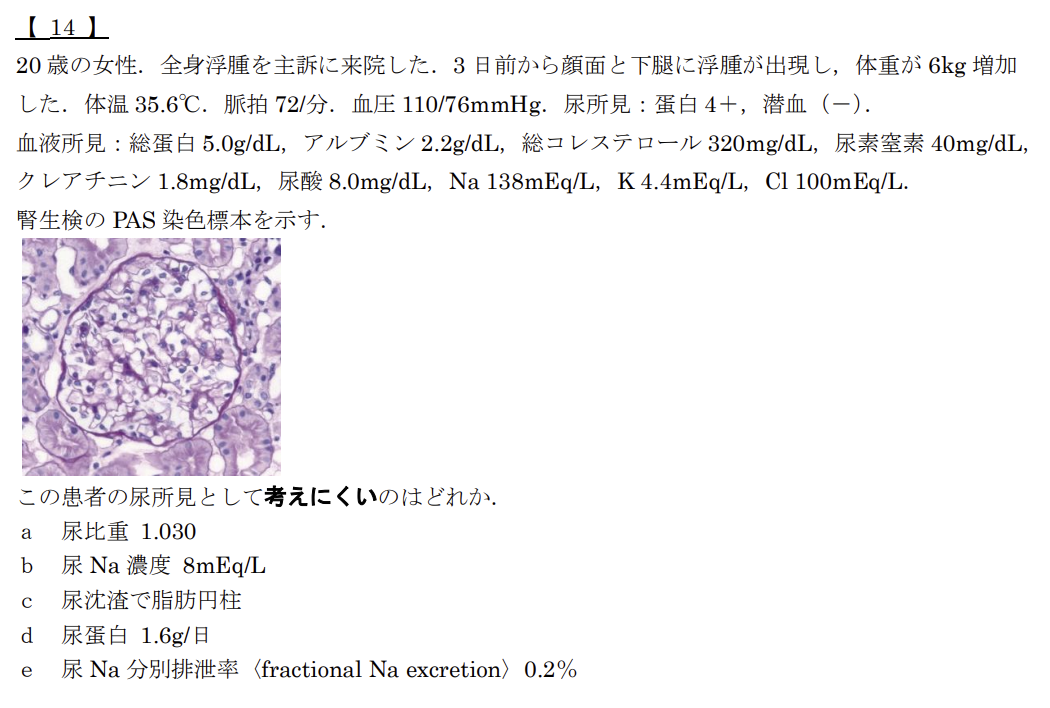 【 14 】
20 歳の女性．全身浮腫を主訴に来院した．3 日前から顔面と下腿に浮腫が出現し，体重が 6kg 増加
した．体温 35.6℃．脈拍 72/分．血圧 110/76mmHg．尿所見：蛋白 4＋，潜血（－）．
血液所見：総蛋白 5.0g/dL，アルブミン 2.2g/dL，総コレステロール 320mg/dL，尿素窒素 40mg/dL，
クレアチニン 1.8mg/dL，尿酸 8.0mg/dL，Na 138mEq/L，K 4.4mEq/L，Cl 100mEq/L．
腎生検の PAS 染色標本を示す．
この患者の尿所見として考えにくいのはどれか．
a 尿比重 1.030
b 尿 Na 濃度 8mEq/L
c 尿沈渣で脂肪円柱
d 尿蛋白 1.6g/日
e 尿 Na 分別排泄率〈fractional Na excretion〉0.2％